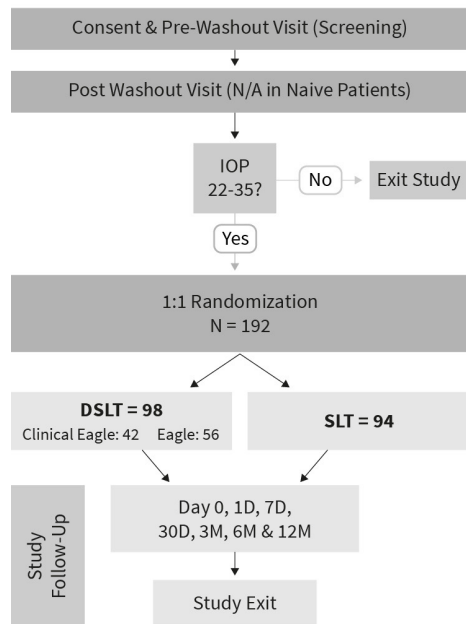 Consent & Pre-Washout Visit (Screening)
Post Washout Visit (N/A in Naive Patients)
IOP
22-35?
No
Exit Study
Yes
1:1 Randomization
N = 192
DSLT = 98
Clinical Eagle: 42 Eagle: 56
SLT = 94
Study
Follow-Up
Day 0, 1D, 7D,
30D, 3M, 6M & 12M
Study Exit